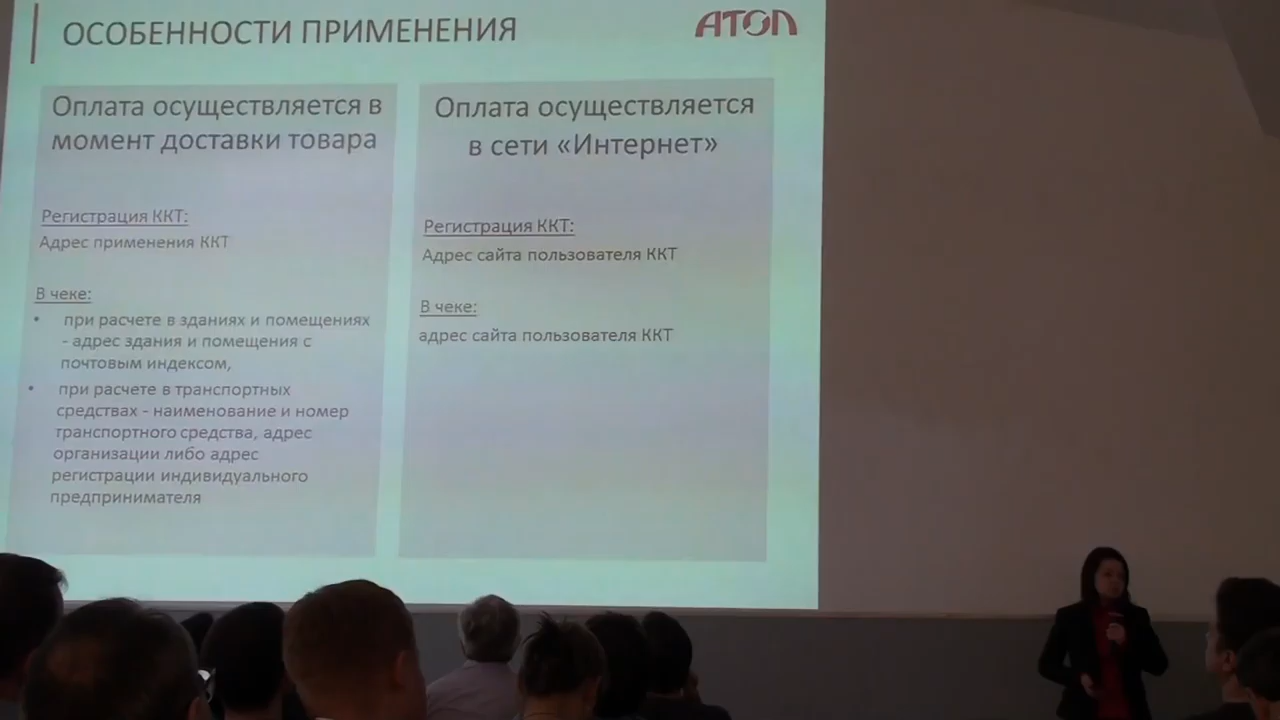 ОСОБЕННОСТИ ПРИМЕНЕНИЯ
АТОЛ
Оплата осуществляется в
момент доставки товара
Регистрация ККТ:
Адрес применения ККТ
В чеке:
• при расчете в зданиях и помещениях
- адрес здания и помещения с
почтовым индексом,
• при расчете в транспортных
средствах - наименование и номер
транспортного средства, адрес
организации либо адрес
регистрации индивидуального
предпринимателя
Оплата осуществляется
в сети «Интернет»
Регистрация ККТ:
Адрес сайта пользователя ККТ
В чеке:
адрес сайта пользователя ККТ